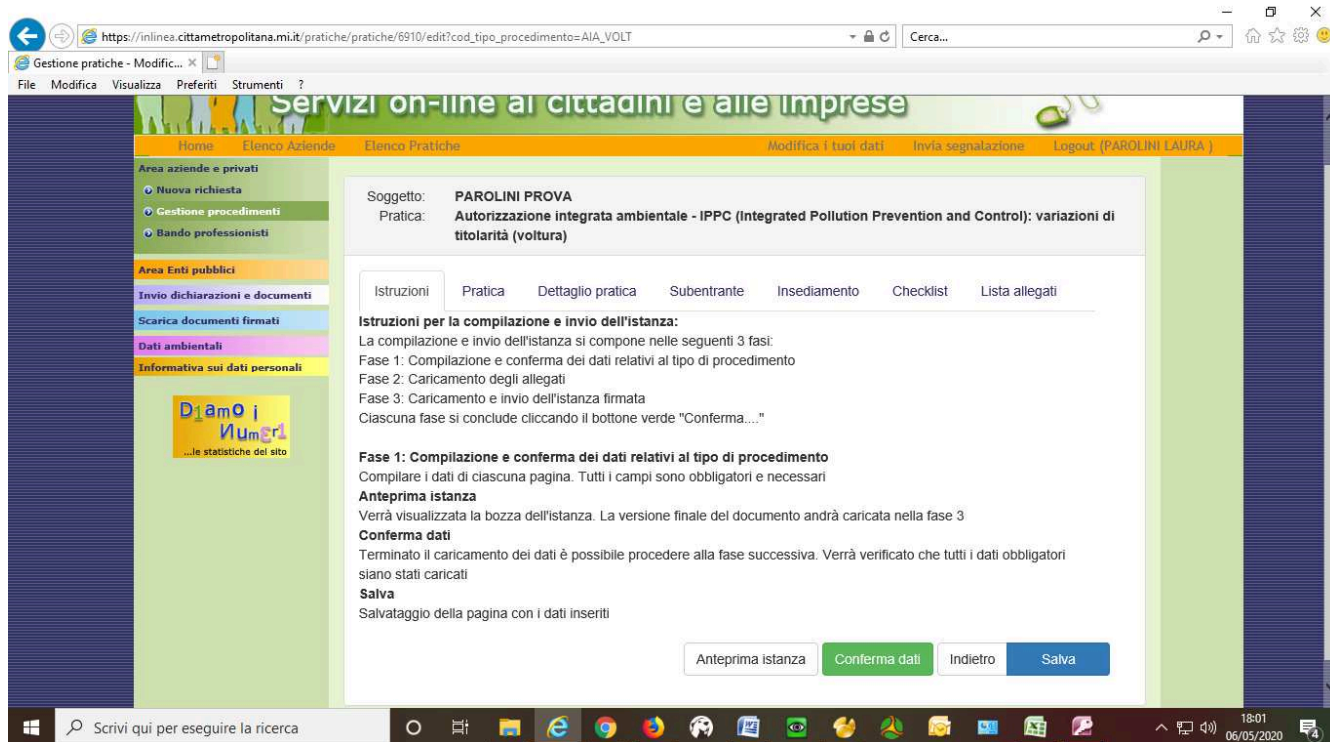 https://inlinea.cittametropolitana.mi.it/pratiche/pratiche/6910/edit?cod_tipo_procedimento=AIA_VOLT
Cerca...
Gestione pratiche - Modific...
File Modifica Visualizza Preferiti Strumenti ?
Servizi on-line ai cittadini e alle imprese
Home Elenco Aziende Elenco Pratiche Modifica i tuoi dati Invia segnalazione Logout (PAROLINI LAURA )
Area aziende e privati
Nuova richiesta
Gestione procedimenti
Bando professionisti
Area Enti pubblici
Invio dichiarazioni e documenti
Scarica documenti firmati
Dati ambientali
Informativa sui dati personali
D1amo i
Numer1
...le statistiche del sito
Soggetto: PAROLINI PROVA
Pratica: Autorizzazione integrata ambientale - IPPC (Integrated Pollution Prevention and Control): variazioni di
titolarità (voltura)
Istruzioni Pratica Dettaglio pratica Subentrante Insediamento Checklist Lista allegati
Istruzioni per la compilazione e invio dell'istanza:
La compilazione e invio dell'istanza si compone nelle seguenti 3 fasi:
Fase 1: Compilazione e conferma dei dati relativi al tipo di procedimento
Fase 2: Caricamento degli allegati
Fase 3: Caricamento e invio dell'istanza firmata
Ciascuna fase si conclude cliccando il bottone verde "Conferma...."
Fase 1: Compilazione e conferma dei dati relativi al tipo di procedimento
Compilare i dati di ciascuna pagina. Tutti i campi sono obbligatori e necessari
Anteprima istanza
Verrà visualizzata la bozza dell'istanza. La versione finale del documento andrà caricata nella fase 3
Conferma dati
Terminato il caricamento dei dati è possibile procedere alla fase successiva. Verrà verificato che tutti i dati obbligatori
siano stati caricati
Salva
Salvataggio della pagina con i dati inseriti
Anteprima istanza Conferma dati Indietro Salva
Scrivi qui per eseguire la ricerca
18:01
06/05/2020
4